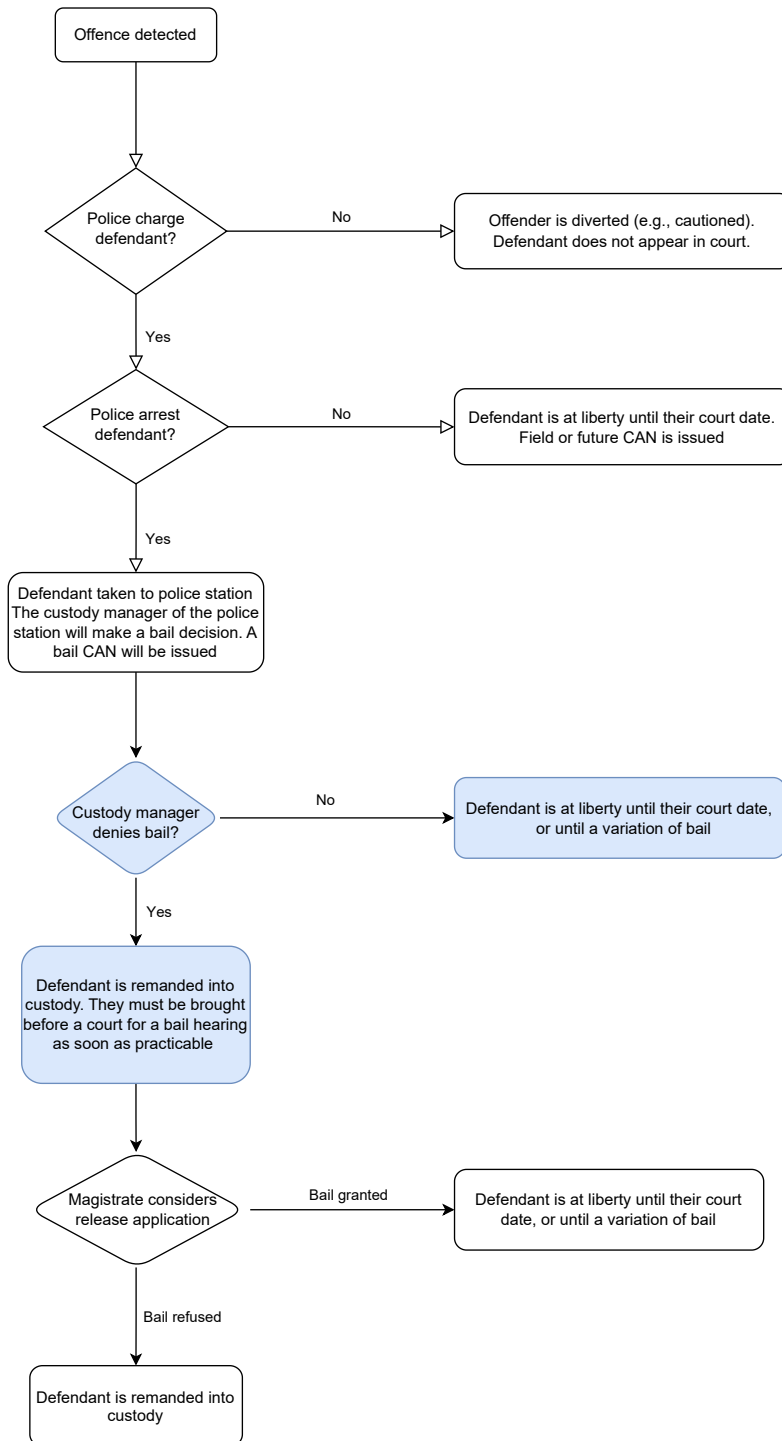 Offence detected
Police charge
defendant?
No
Offender is diverted (e.g., cautioned).
Defendant does not appear in court.
Yes
Police arrest
defendant?
No
Defendant is at liberty until their court date.
Field or future CAN is issued
Yes
Defendant taken to police station
The custody manager of the police
station will make a bail decision. A
bail CAN will be issued
Custody manager
denies bail?
No
Defendant is at liberty until their court date,
or until a variation of bail
Yes
Defendant is remanded into
custody. They must be brought
before a court for a bail hearing
as soon as practicable
Magistrate considers
release application
Bail granted
Defendant is at liberty until their court
date, or until a variation of bail
Bail refused
Defendant is remanded into
custody